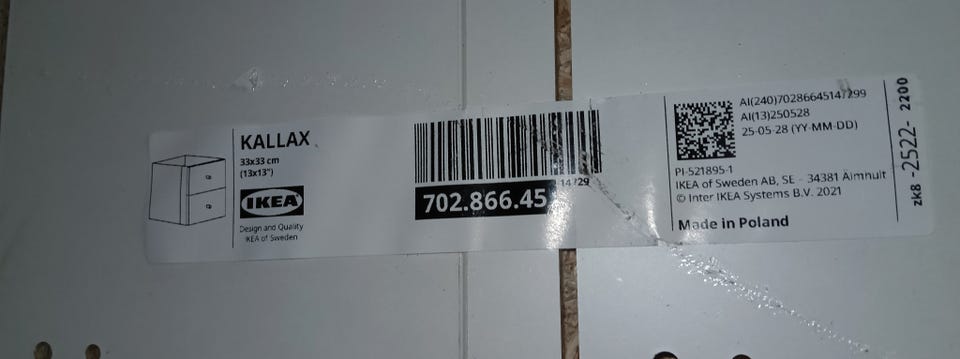 KALLAX
33x33 cm
(13x13")
IKEA
Design and Quality
IKEA of Sweden
702.866.45
14729
AI(240)70286645147299
AI(13)250528
25-05-28 (YY-MM-DD)
PI-521895-1
IKEA of Sweden AB, SE - 34381 Älmhult
© Inter IKEA Systems B.V. 2021
Made in Poland
zk8 -2522- 2200